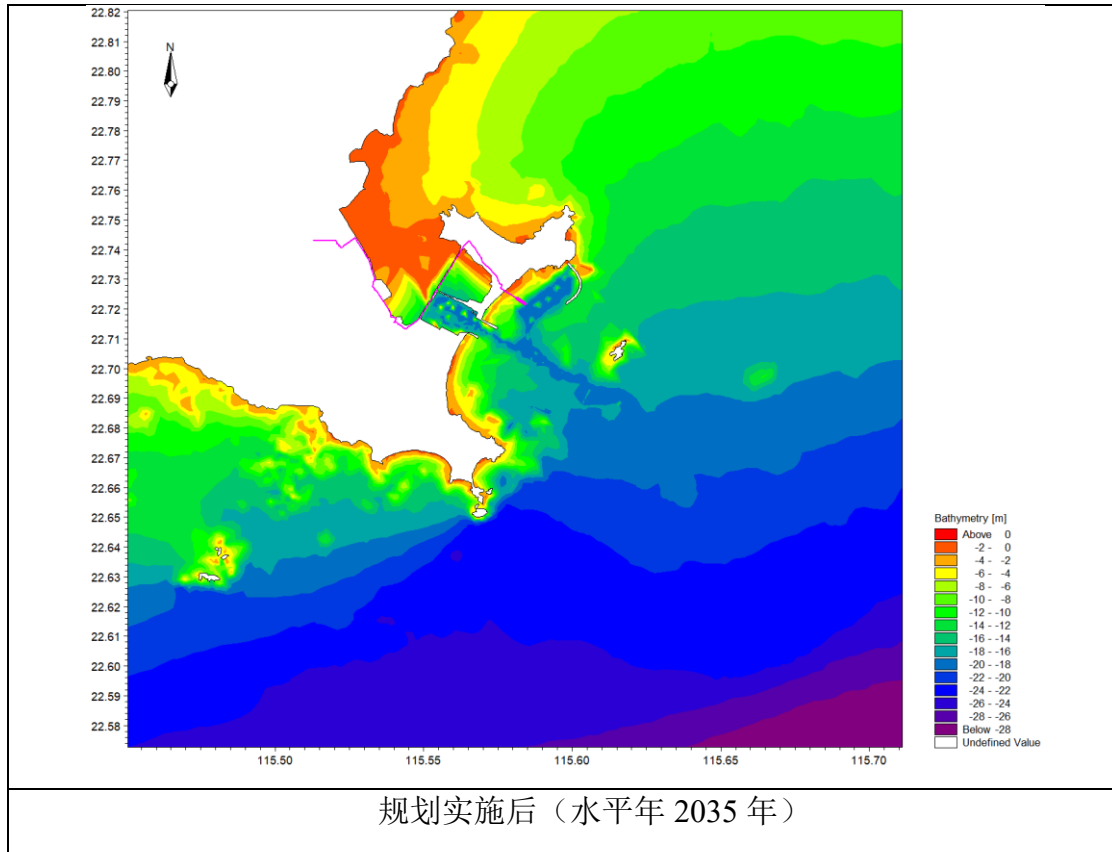 22.82
22.81
22.80
22.79
22.78
22.77
22.76
22.75
22.74
22.73
22.72
22.71
22.70
22.69
22.68
22.67
22.66
22.65
22.64
22.63
22.62
22.61
22.60
22.59
22.58
N
115.50 115.55 115.60 115.65 115.70
Bathymetry [m]
Above 0
-2 - 0
-4 - -2
-6 - -4
-8 - -6
-10 - -8
-12 - -10
-14 - -12
-16 - -14
-18 - -16
-20 - -18
-22 - -20
-24 - -22
-26 - -24
-28 - -26
Below -28
Undefined Value
规划实施后（水平年 2035 年）